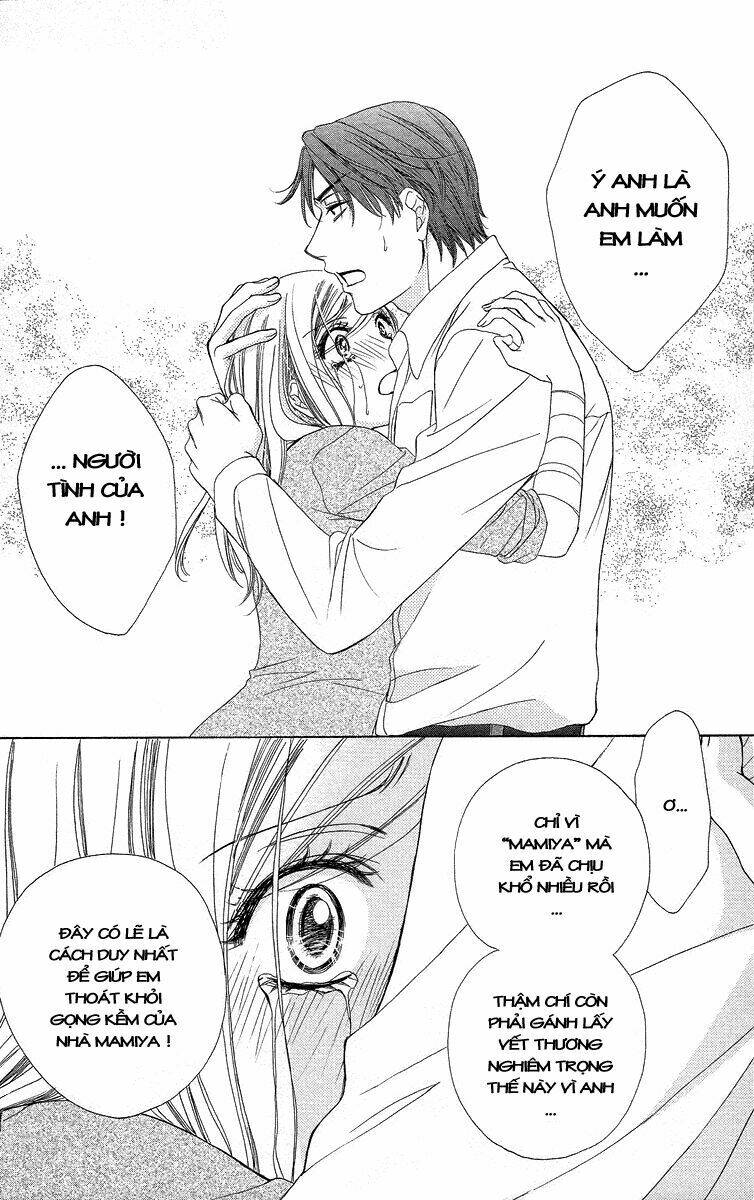 Ý ANH LÀ
ANH MUỐN
EM LÀM
...
... NGƯỜI
TÌNH CỦA
ANH !
Ơ...
CHỈ VÌ
“MAMIYA” MÀ
EM ĐÃ CHỊU
KHỔ NHIỀU RỒI
...
THẬM CHÍ CÒN
PHẢI GÁNH LẤY
VẾT THƯƠNG
NGHIÊM TRỌNG
THẾ NÀY VÌ ANH
...
ĐÂY CÓ LẼ LÀ
CÁCH DUY NHẤT
ĐỂ GIÚP EM
THOÁT KHỎI
GỌNG KỀM CỦA
NHÀ MAMIYA !